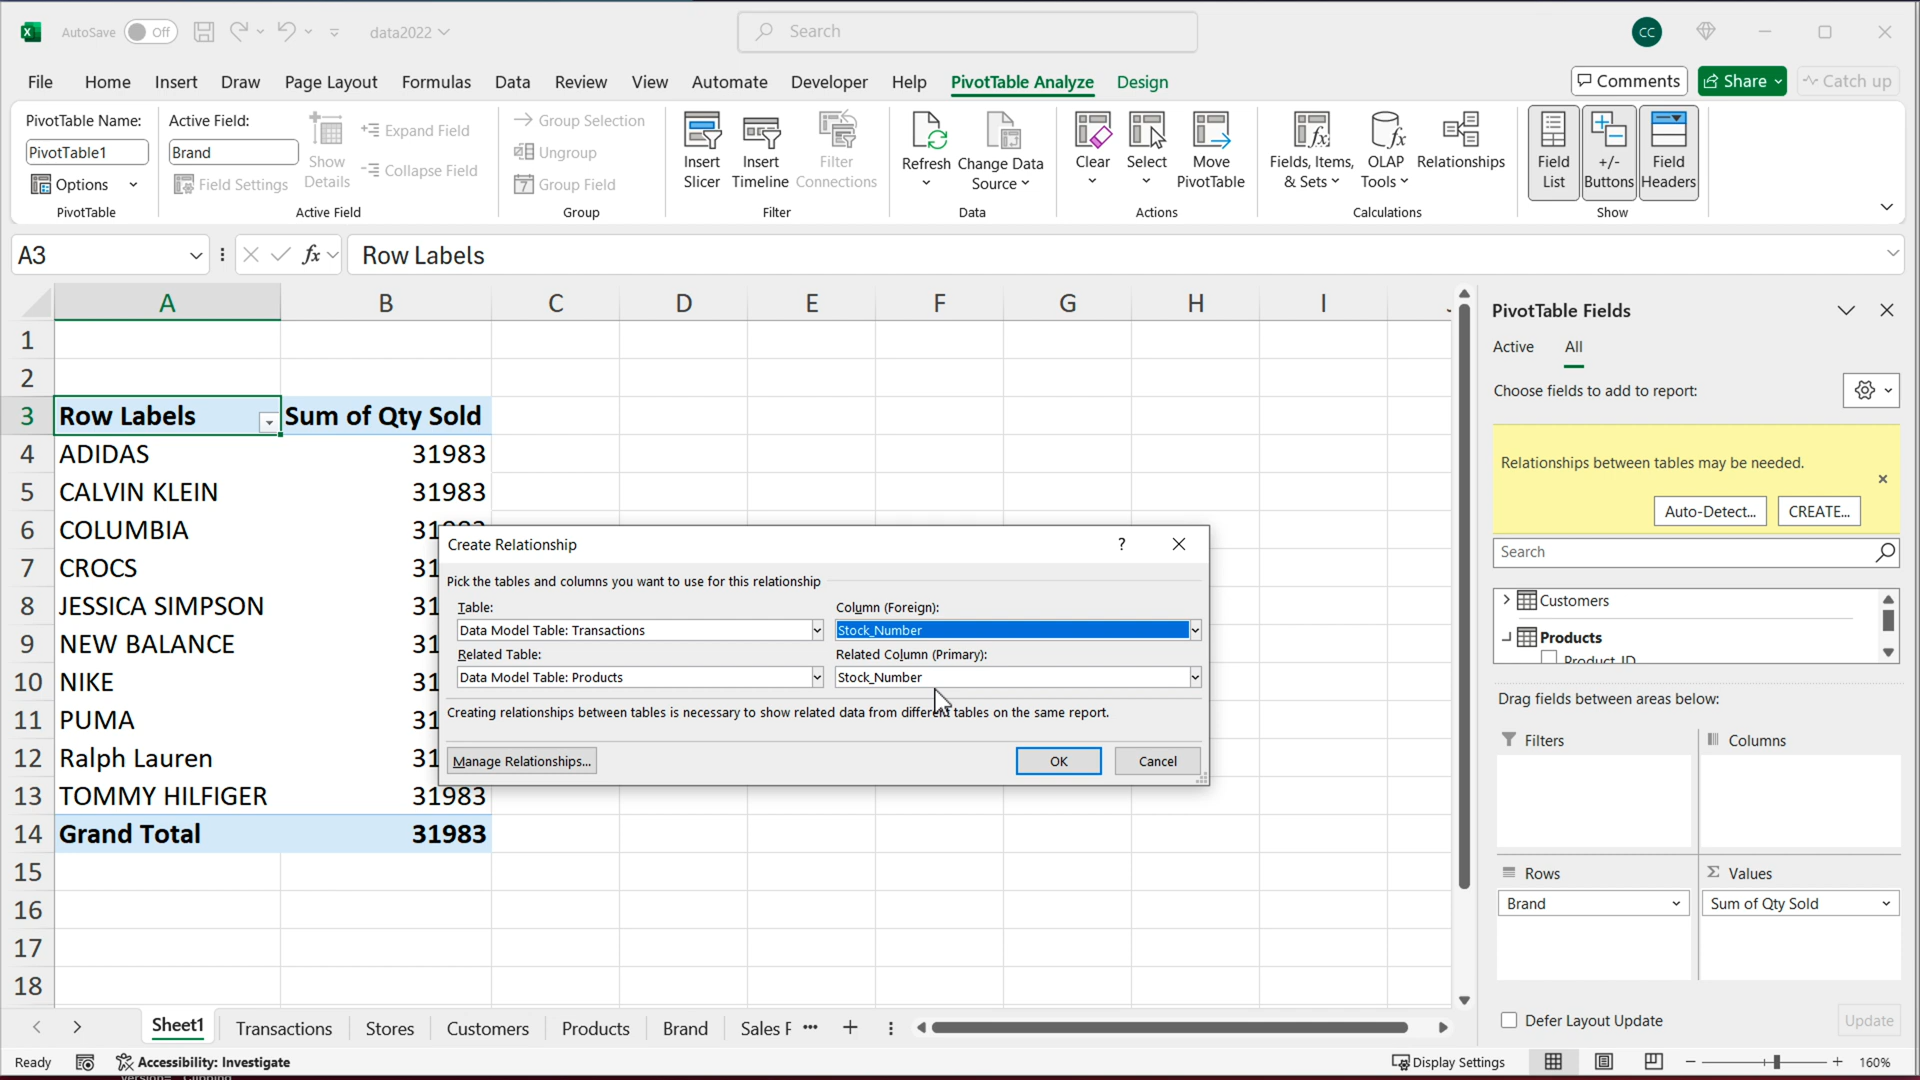 AutoSave Off data2022 Search CC
File Home Insert Draw Page Layout Formulas Data Review View Automate Developer Help PivotTable Analyze Design Comments Share Catch up
PivotTable Name:
PivotTable1
Options
PivotTable
Active Field:
Brand
Field Settings
Show
Details
Expand Field
Collapse Field
Active Field
Group Selection
Ungroup
Group Field
Group
Insert
Slicer
Insert
Timeline
Filter
Connections
Filter
Refresh
Change Data
Source
Data
Clear
Select
Move
PivotTable
Actions
Fields, Items,
& Sets
OLAP
Tools
Relationships
Calculations
Field
List
+/-
Buttons
Field
Headers
Show
A3 fx Row Labels
A B C D E F G H I
1
2
3 Row Labels Sum of Qty Sold
4 ADIDAS 31983
5 CALVIN KLEIN 31983
6 COLUMBIA
7 CROCS
8 JESSICA SIMPSON
9 NEW BALANCE
10 NIKE
11 PUMA
12 Ralph Lauren
13 TOMMY HILFIGER 31983
14 Grand Total 31983
15
16
17
18
Create Relationship ?
Pick the tables and columns you want to use for this relationship
Table: Column (Foreign):
Data Model Table: Transactions Stock_Number
Related Table: Related Column (Primary):
Data Model Table: Products Stock_Number
Creating relationships between tables is necessary to show related data from different tables on the same report.
Manage Relationships... OK Cancel
PivotTable Fields
Active All
Choose fields to add to report:
Relationships between tables may be needed.
Auto-Detect... CREATE...
Search
Customers
Products
Product_ID
Drag fields between areas below:
Filters Columns
Rows Values
Brand Sum of Qty Sold
Defer Layout Update Update
Sheet1 Transactions Stores Customers Products Brand Sales F ...
Ready Accessibility: Investigate Display Settings 160%